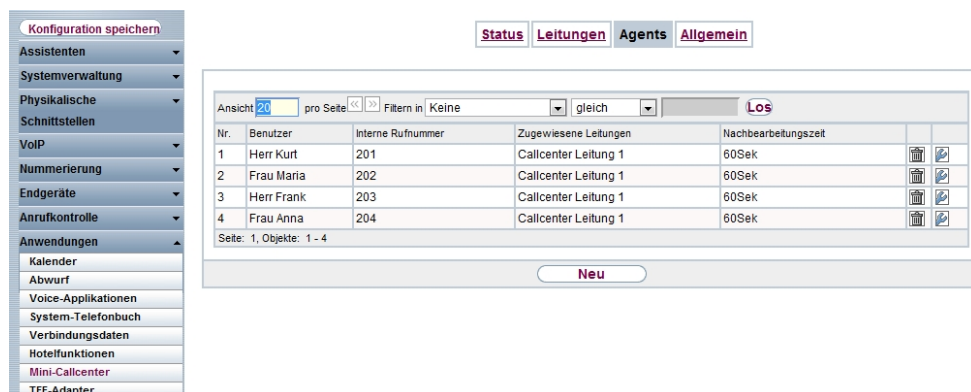 Konfiguration speichern
Assistenten
Systemverwaltung
Physikalische
Schnittstellen
VoIP
Nummerierung
Endgeräte
Anrufkontrolle
Anwendungen
Kalender
Abwurf
Voice-Applikationen
System-Telefonbuch
Verbindungsdaten
Hotelfunktionen
Mini-Callcenter
TFE-Adapter
Status Leitungen Agents Allgemein
Ansicht 20 pro Seite << >> Filtern in Keine gleich Los
Nr. Benutzer Interne Rufnummer Zugewiesene Leitungen Nachbearbeitungszeit
1 Herr Kurt 201 Callcenter Leitung 1 60Sek
2 Frau Maria 202 Callcenter Leitung 1 60Sek
3 Herr Frank 203 Callcenter Leitung 1 60Sek
4 Frau Anna 204 Callcenter Leitung 1 60Sek
Seite: 1, Objekte: 1 - 4
Neu